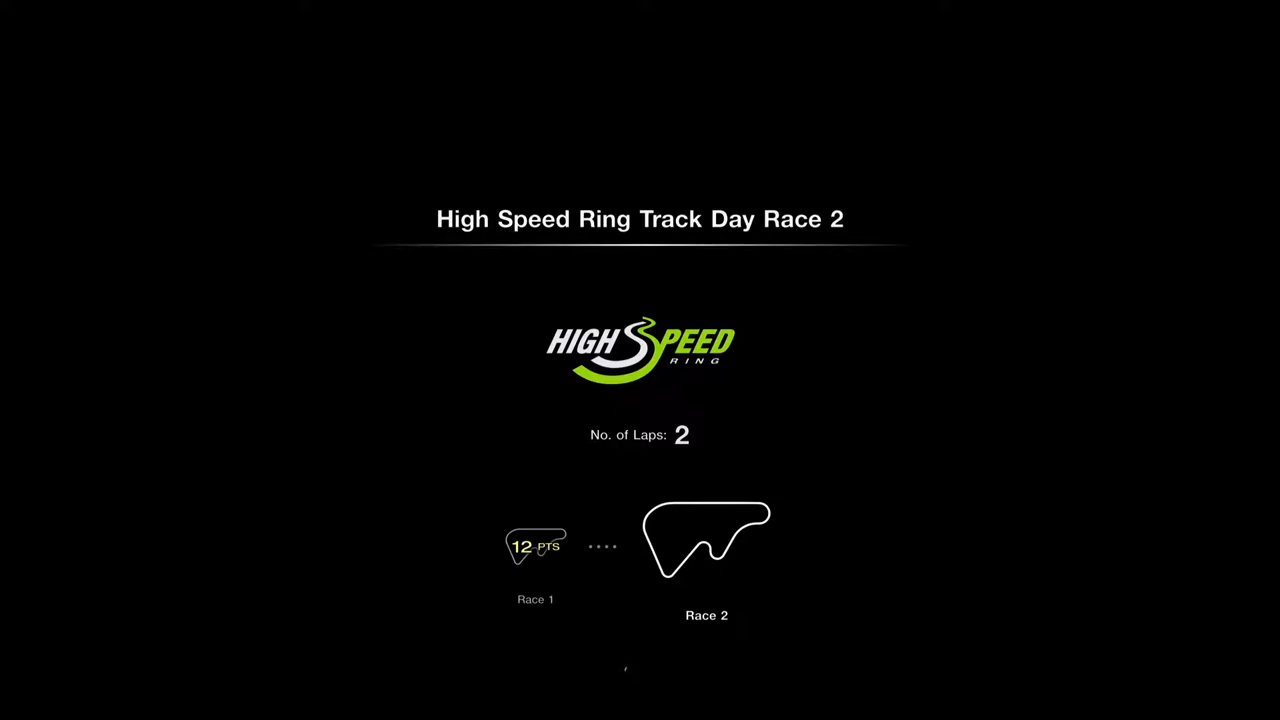 High Speed Ring Track Day Race 2
HIGH SPEED
RING
No. of Laps: 2
12 PTS
Race 1
Race 2